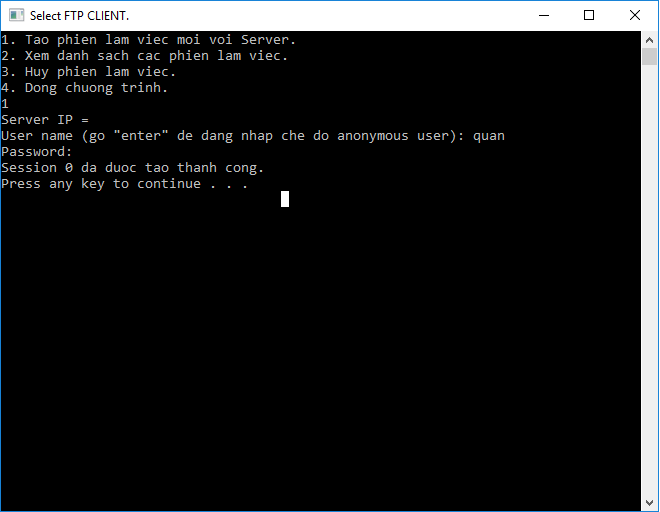 Select FTP CLIENT.
1. Tao phien lam viec moi voi Server.
2. Xem danh sach cac phien lam viec.
3. Huy phien lam viec.
4. Dong chuong trinh.
1
Server IP =
User name (go "enter" de dang nhap che do anonymous user): quan
Password:
Session 0 da duoc tao thanh cong.
Press any key to continue . . .